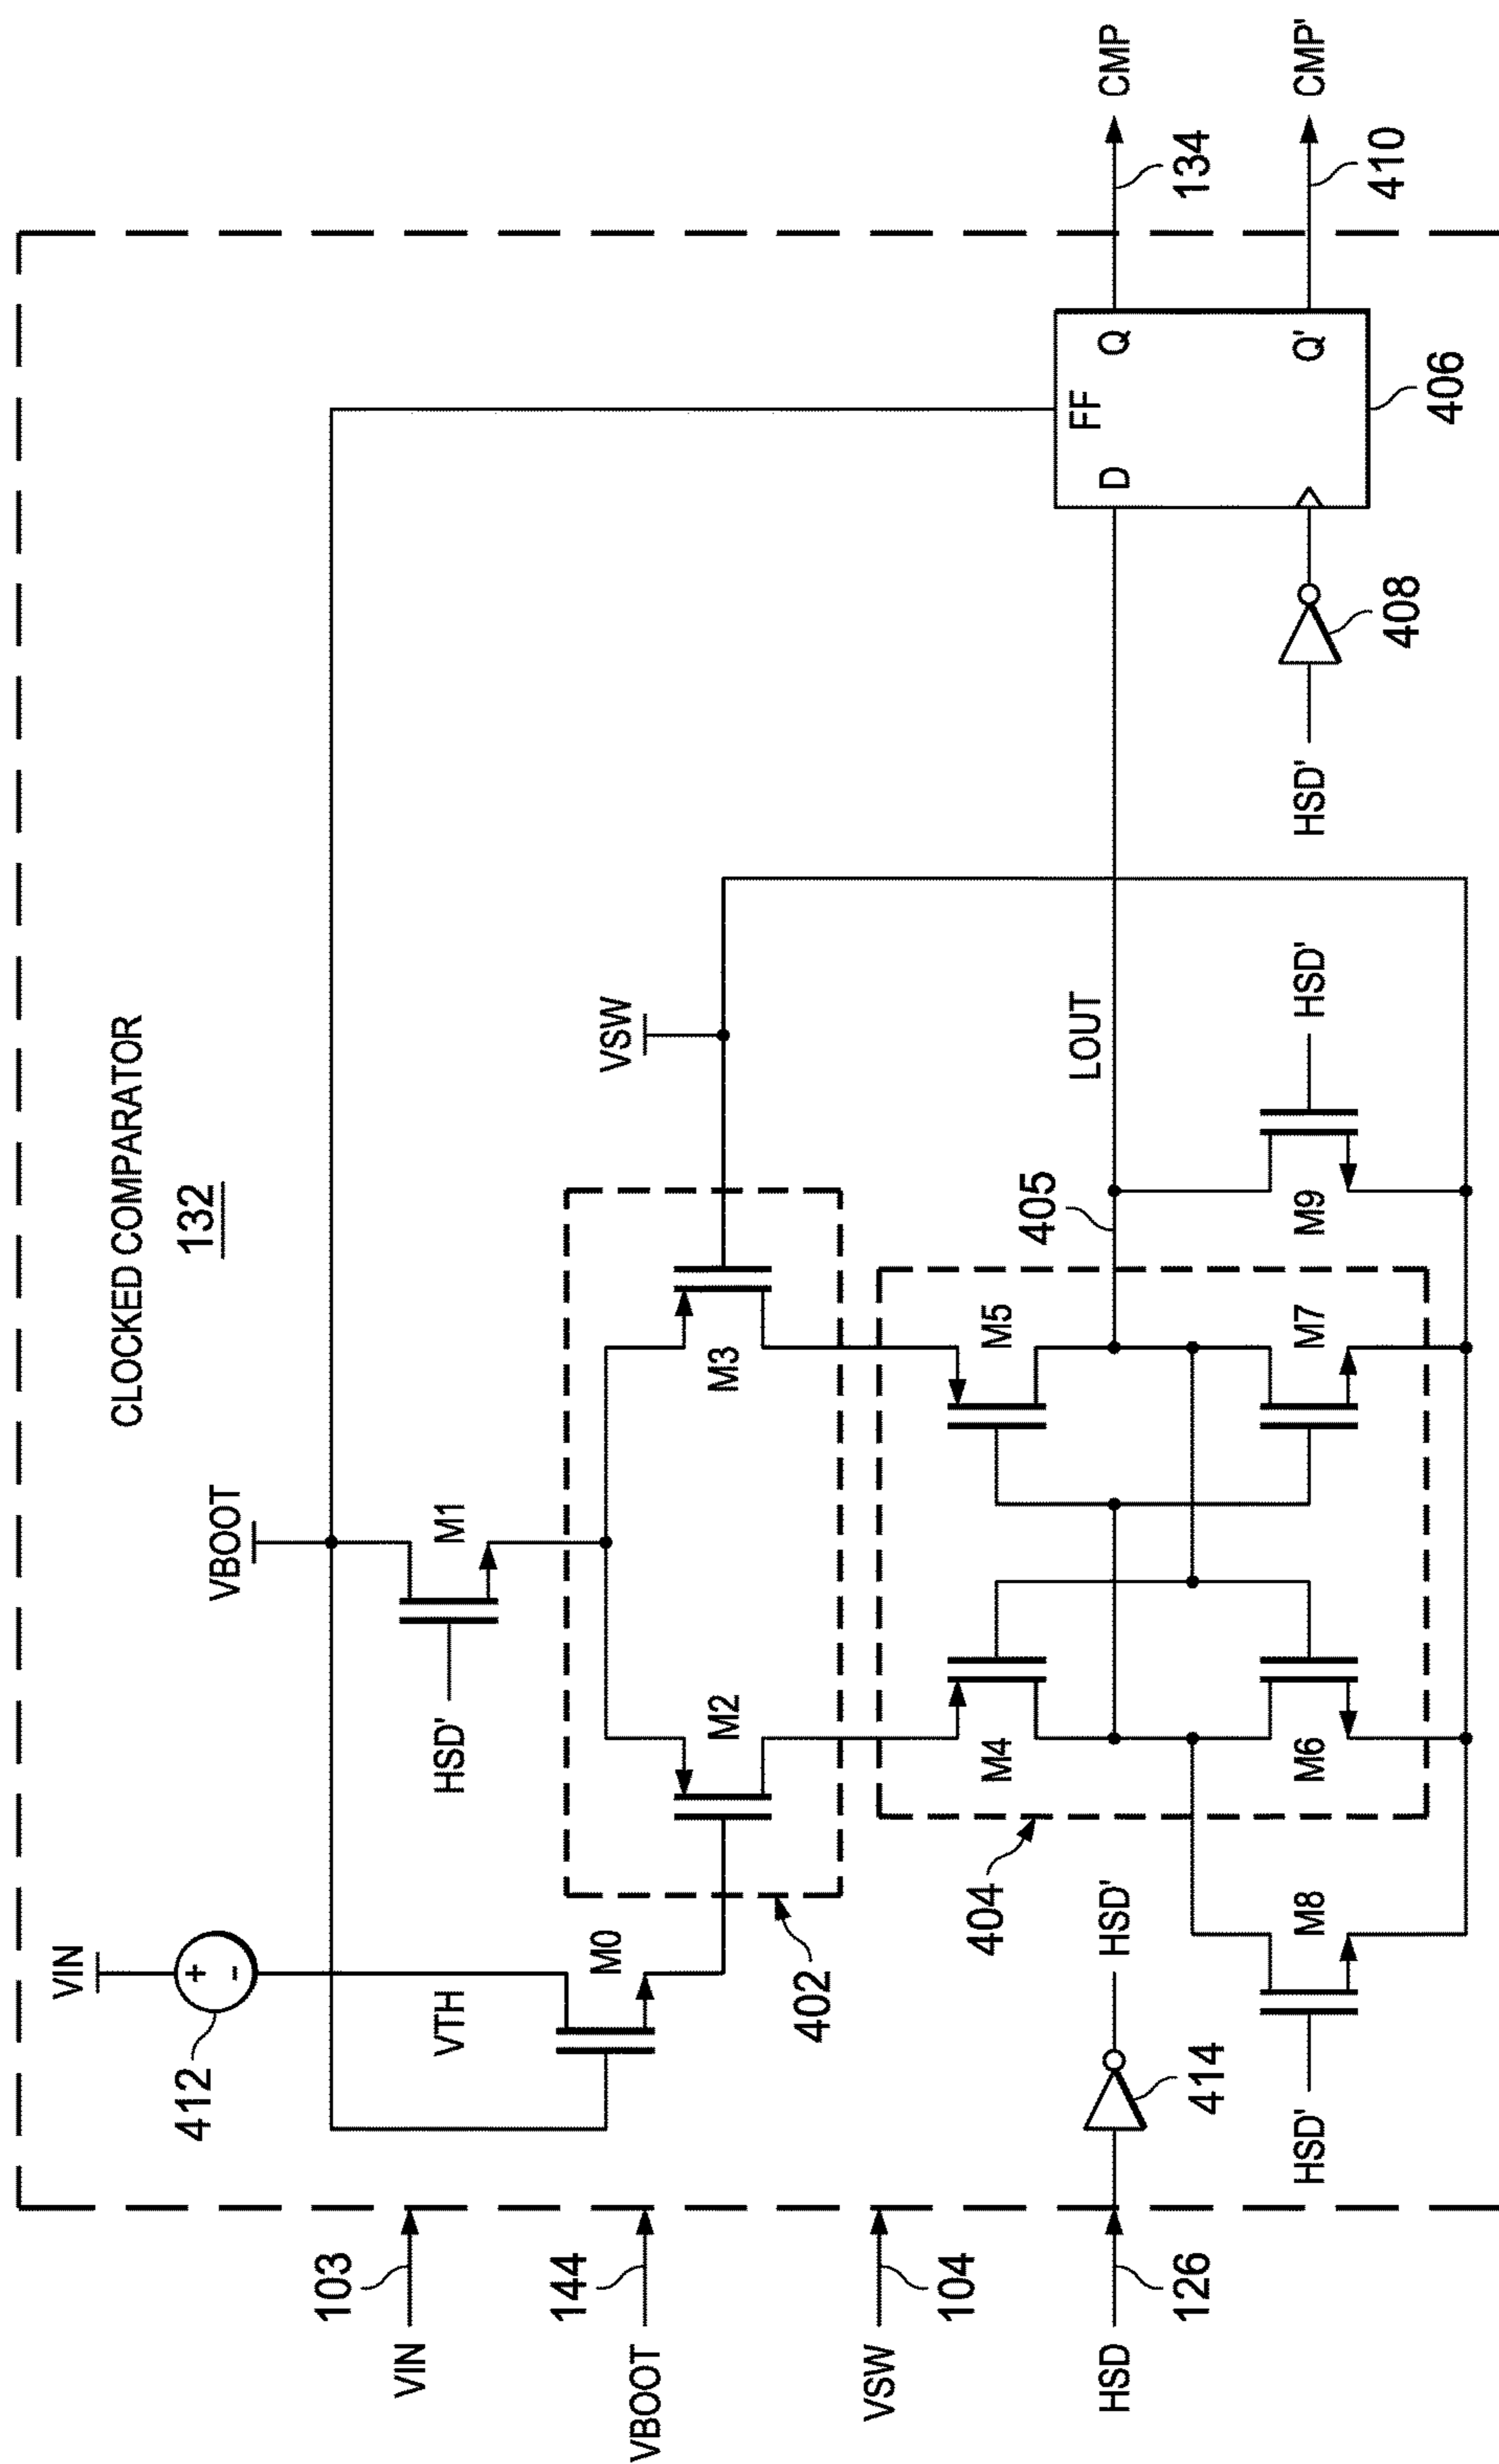 CLOCKED COMPARATOR
132
VIN
412
+
-
VTH
M0
VBOOT
HSD'
M1
VSW
402
M2
M3
404
M4
M5
405
LOUT
M6
M7
M8
HSD'
M9
HSD'
HSD'
414
VIN
103
VBOOT
144
VSW
104
HSD
126
FF
D
Q
Q'
406
HSD'
408
134
CMP
410
CMP'